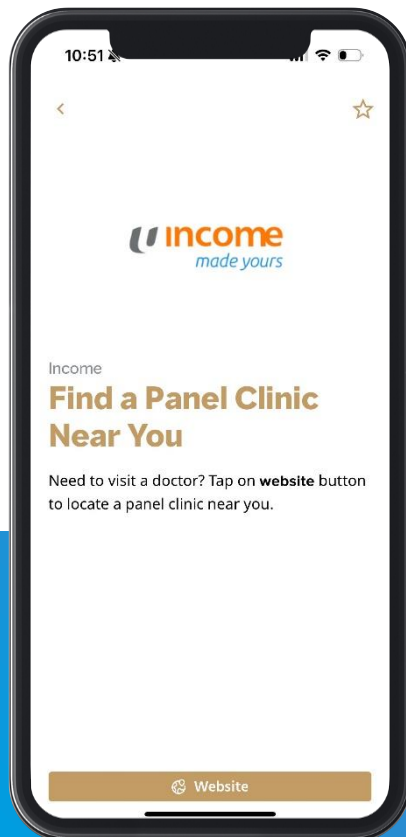 10:51
income
made yours
Income
Find a Panel Clinic
Near You
Need to visit a doctor? Tap on website button
to locate a panel clinic near you.
Website